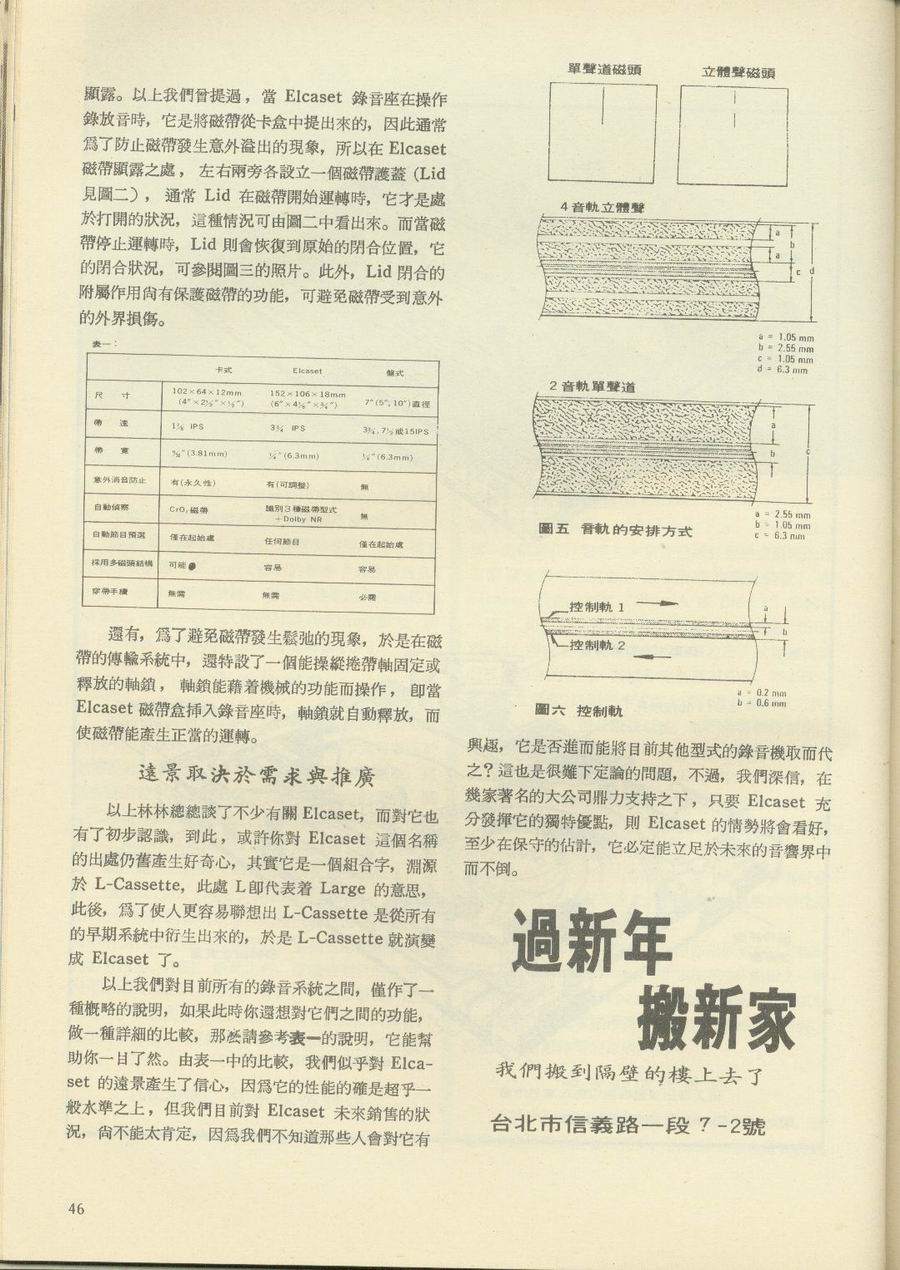 顯露。以上我們曾提過，當 Elcaset 錄音座在操作
錄放音時，它是將磁帶從卡盒中提出來的，因此通常
爲了防止磁帶發生意外溢出的現象，所以在 Elcaset
磁帶顯露之處，左右兩旁各設立一個磁帶護蓋 (Lid
見圖二），通常 Lid 在磁帶開始運轉時，它才是處
於打開的狀況，這種情況可由圖二中看出來。而當磁
帶停止運轉時，Lid 則會恢復到原始的閉合位置，它
的閉合狀況，可參閱圖三的照片。此外，Lid 閉合的
附屬作用尙有保護磁帶的功能，可避免磁帶受到意外
的外界損傷。
表一：
卡式 Elcaset 盤式
尺 寸 102×64×12mm (4″×2½″×½″) 152×106×18mm (6″×4⅛″×¾″) 7″(5″, 10″)直徑
帶 速 1⅞ IPS 3¾ IPS 3¾, 7½或15IPS
帶 寬 5/32″(3.81mm) ¼″(6.3mm) ¼″(6.3mm)
意外消音防止 有(永久性) 有(可調整) 無
自動偵察 CrO₂磁帶 識別3種磁帶型式+Dolby NR 無
自動節目預選 僅在起始處 任何節目 僅在起始處
採用多磁頭結構 可能 容易 容易
穿帶手續 無需 無需 必需
還有，爲了避免磁帶發生鬆弛的現象，於是在磁
帶的傳輸系統中，還特設了一個能操縱捲帶軸固定或
釋放的軸鎖，軸鎖能藉着機械的功能而操作，卽當
Elcaset 磁帶盒挿入錄音座時，軸鎖就自動釋放，而
使磁帶能產生正當的運轉。
遠景取決於需求與推廣
以上林林總總談了不少有關 Elcaset，而對它也
有了初步認識，到此，或許你對 Elcaset 這個名稱
的出處仍舊產生好奇心，其實它是一個組合字，淵源
於 L-Cassette，此處 L卽代表着 Large 的意思，
此後，爲了使人更容易聯想出 L-Cassette 是從所有
的早期系統中衍生出來的，於是 L-Cassette 就演變
成 Elcaset 了。
以上我們對目前所有的錄音系統之間，僅作了一
種槪略的說明，如果此時你還想對它們之間的功能，
做一種詳細的比較，那麽請參考表一的說明，它能幫
助你一目了然。由表一中的比較，我們似乎對 Elca-
set 的遠景產生了信心，因爲它的性能的確是超乎一
般水準之上，但我們目前對 Elcaset 未來銷售的狀
況，尙不能太肯定，因爲我們不知道那些人會對它有
46
單聲道磁頭 立體聲磁頭
4音軌立體聲
a
b
a
c
d
a = 1.05 mm
b = 2.55 mm
c = 1.05 mm
d = 6.3 mm
2音軌單聲道
a
b
c
a = 2.55 mm
b = 1.05 mm
c = 6.3 mm
圖五 音軌的安排方式
控制軌 1
控制軌 2
a
b
a = 0.2 mm
b = 0.6 mm
圖六 控制軌
興趣，它是否進而能將目前其他型式的錄音機取而代
之？這也是很難下定論的問題，不過，我們深信，在
幾家著名的大公司鼎力支持之下，只要 Elcaset 充
分發揮它的獨特優點，則 Elcaset 的情勢將會看好，
至少在保守的估計，它必定能立足於未來的音響界中
而不倒。
過新年
搬新家
我們搬到隔壁的樓上去了
台北市信義路一段7-2號